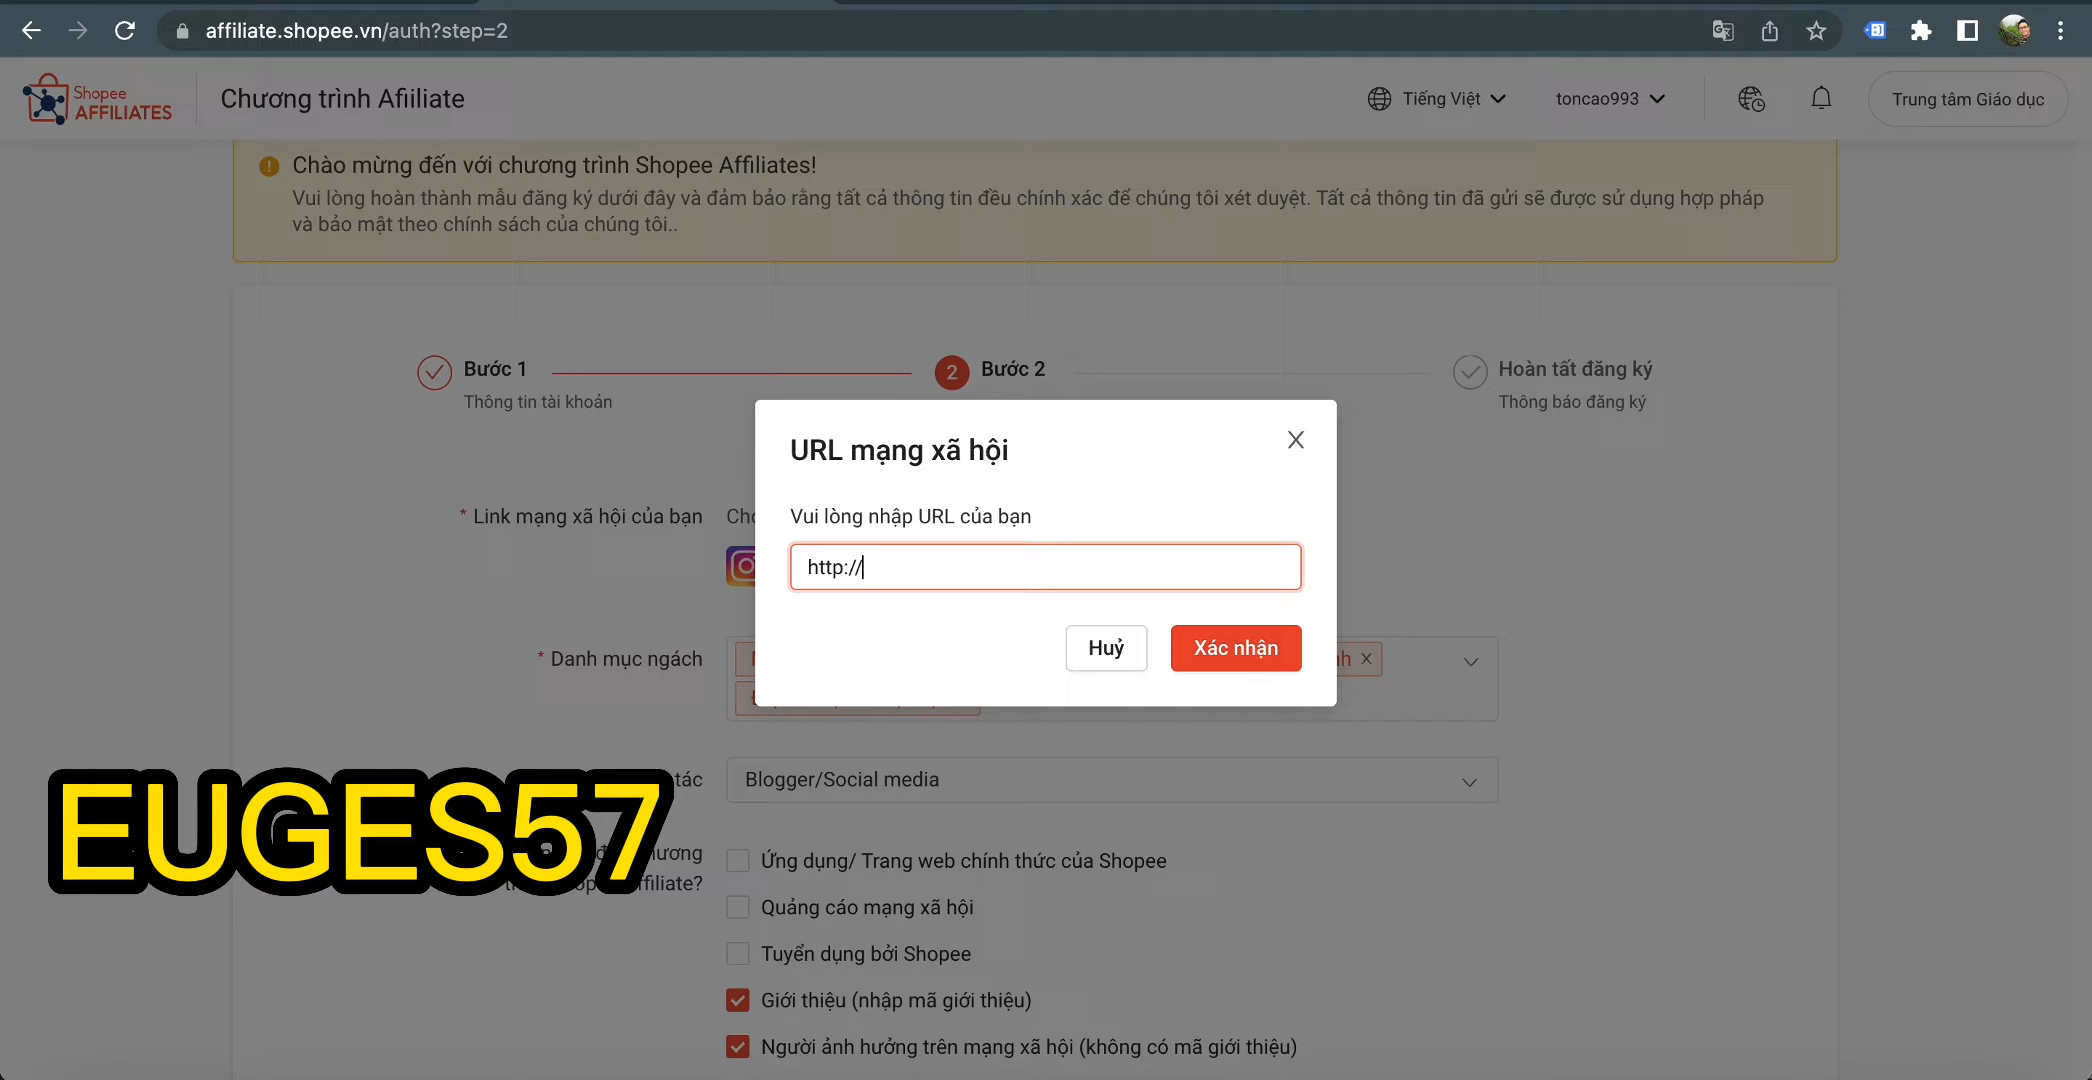 affiliate.shopee.vn/auth?step=2
Shopee
AFFILIATES
Chương trình Afiiliate
Tiếng Việt
toncao993
Trung tâm Giáo dục
Chào mừng đến với chương trình Shopee Affiliates!
Vui lòng hoàn thành mẫu đăng ký dưới đây và đảm bảo rằng tất cả thông tin đều chính xác để chúng tôi xét duyệt. Tất cả thông tin đã gửi sẽ được sử dụng hợp pháp
và bảo mật theo chính sách của chúng tôi..
Bước 1
Thông tin tài khoản
2
Bước 2
Hoàn tất đăng ký
Thông báo đăng ký
URL mạng xã hội
* Link mạng xã hội của bạn
Vui lòng nhập URL của bạn
http://
Huỷ
Xác nhận
* Danh mục ngách
tác
Blogger/Social media
EUGES57
Ứng dụng/ Trang web chính thức của Shopee
Quảng cáo mạng xã hội
Tuyển dụng bởi Shopee
Giới thiệu (nhập mã giới thiệu)
Người ảnh hưởng trên mạng xã hội (không có mã giới thiệu)